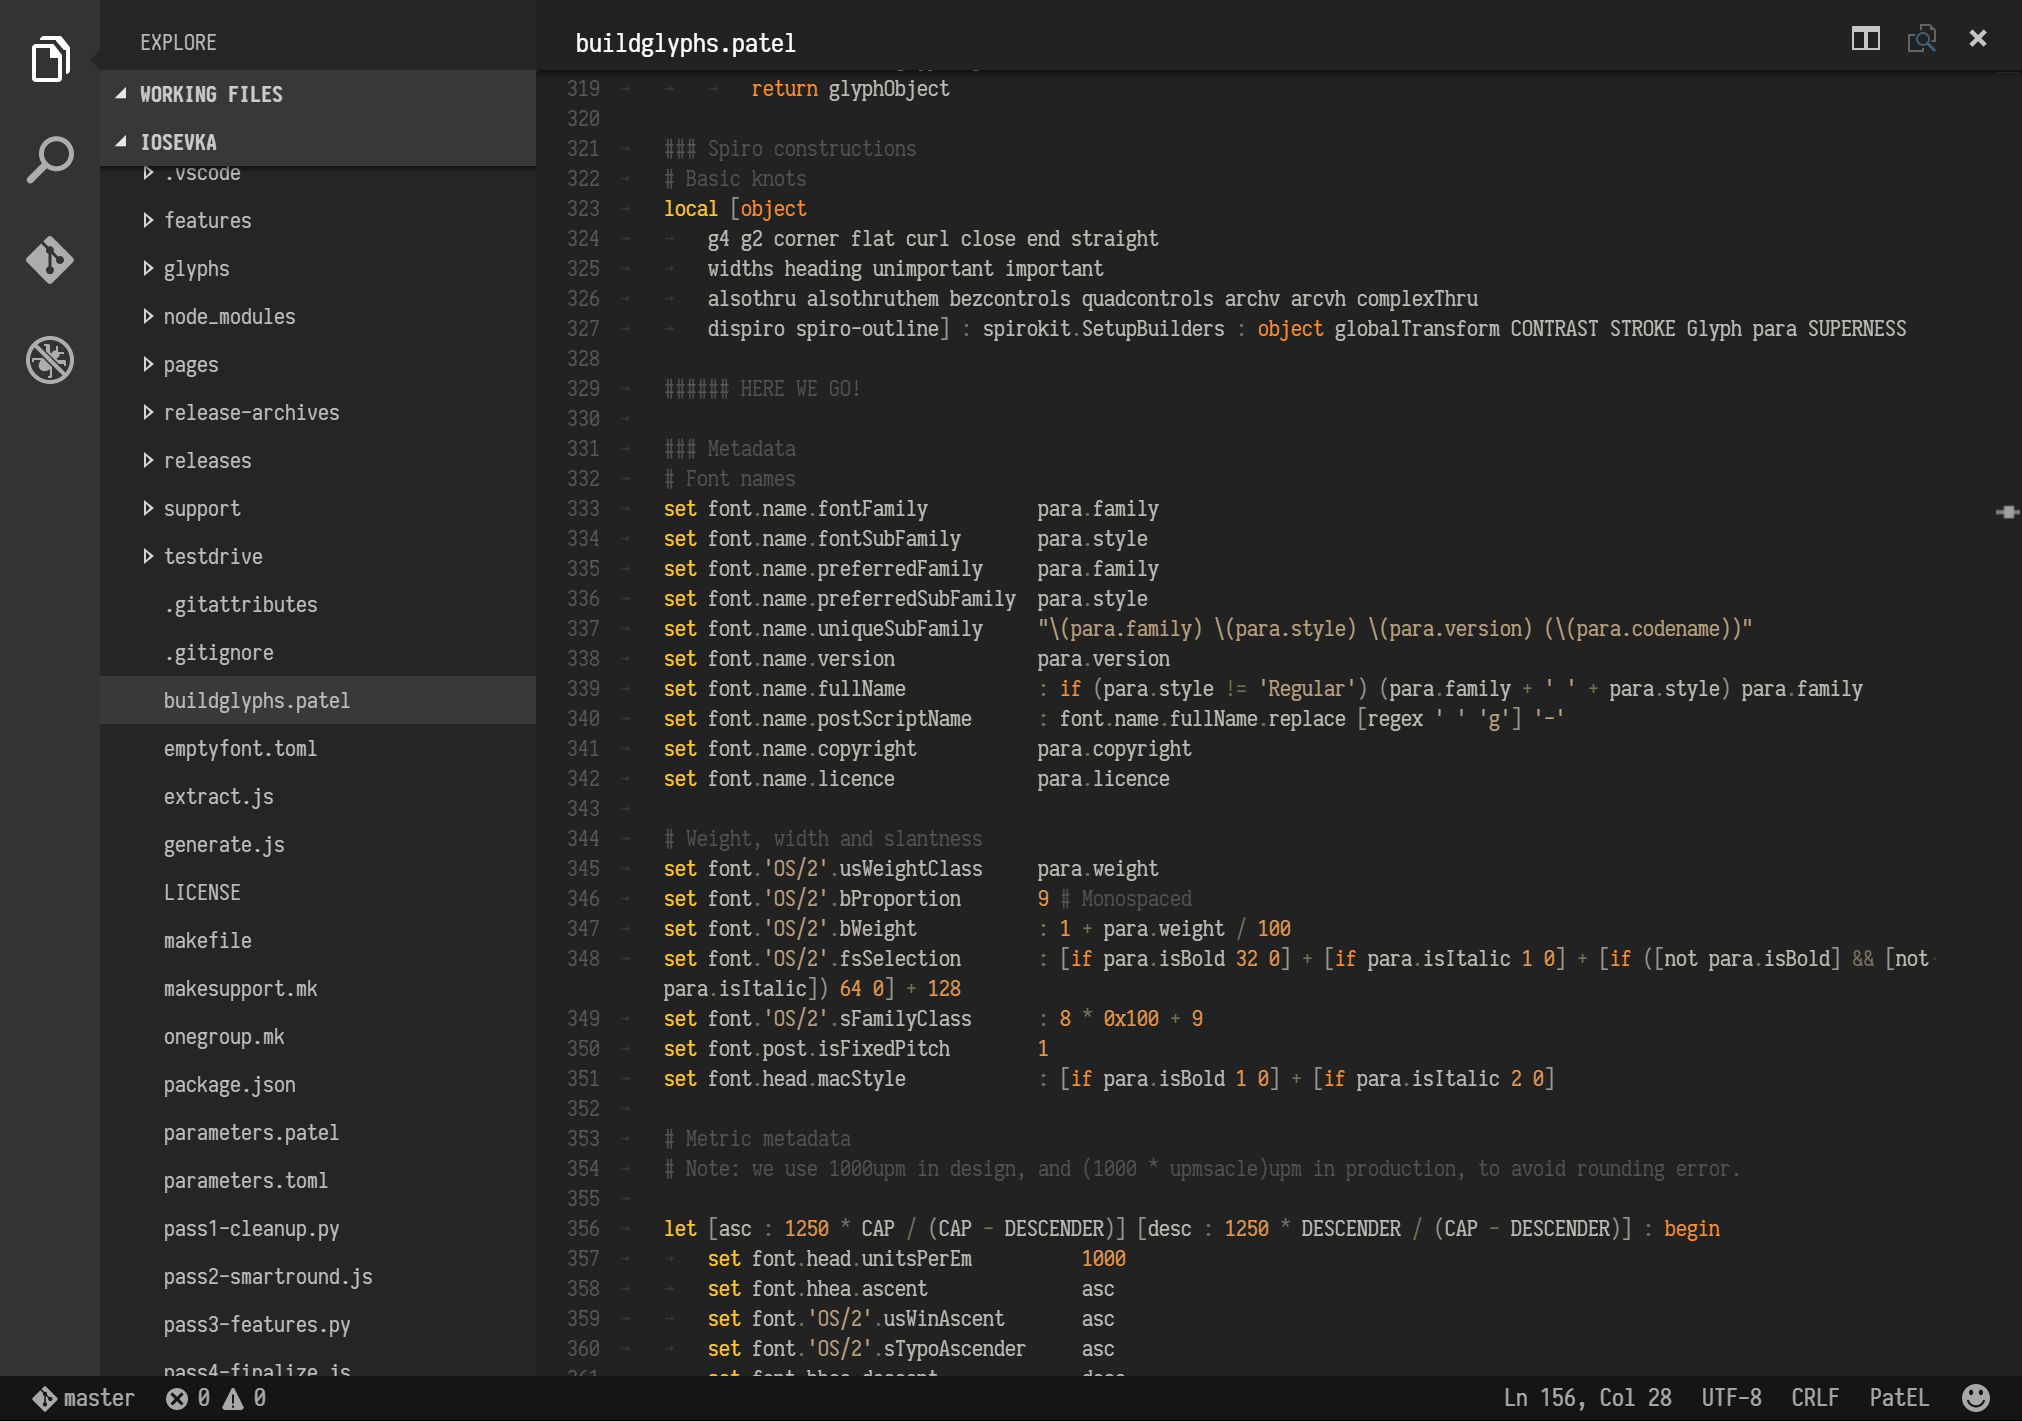 EXPLORE
WORKING FILES
IOSEVKA
.vscode
features
glyphs
node_modules
pages
release-archives
releases
support
testdrive
.gitattributes
.gitignore
buildglyphs.patel
emptyfont.toml
extract.js
generate.js
LICENSE
makefile
makesupport.mk
onegroup.mk
package.json
parameters.patel
parameters.toml
pass1-cleanup.py
pass2-smartround.js
pass3-features.py
pass4-finalize.js
buildglyphs.patel
319 return glyphObject
320
321 ### Spiro constructions
322 # Basic knots
323 local [object
324 g4 g2 corner flat curl close end straight
325 widths heading unimportant important
326 alsothru alsothruthem bezcontrols quadcontrols archv arcvh complexThru
327 dispiro spiro-outline] : spirokit.SetupBuilders : object globalTransform CONTRAST STROKE Glyph para SUPERNESS
328
329 ###### HERE WE GO!
330
331 ### Metadata
332 # Font names
333 set font.name.fontFamily para.family
334 set font.name.fontSubFamily para.style
335 set font.name.preferredFamily para.family
336 set font.name.preferredSubFamily para.style
337 set font.name.uniqueSubFamily "\(para.family) \(para.style) \(para.version) (\(para.codename))"
338 set font.name.version para.version
339 set font.name.fullName : if (para.style != 'Regular') (para.family + ' ' + para.style) para.family
340 set font.name.postScriptName : font.name.fullName.replace [regex ' ' 'g'] '-'
341 set font.name.copyright para.copyright
342 set font.name.licence para.licence
343
344 # Weight, width and slantness
345 set font.'OS/2'.usWeightClass para.weight
346 set font.'OS/2'.bProportion 9 # Monospaced
347 set font.'OS/2'.bWeight : 1 + para.weight / 100
348 set font.'OS/2'.fsSelection : [if para.isBold 32 0] + [if para.isItalic 1 0] + [if ([not para.isBold] && [not
para.isItalic]) 64 0] + 128
349 set font.'OS/2'.sFamilyClass : 8 * 0x100 + 9
350 set font.post.isFixedPitch 1
351 set font.head.macStyle : [if para.isBold 1 0] + [if para.isItalic 2 0]
352
353 # Metric metadata
354 # Note: we use 1000upm in design, and (1000 * upmsacle)upm in production, to avoid rounding error.
355
356 let [asc : 1250 * CAP / (CAP - DESCENDER)] [desc : 1250 * DESCENDER / (CAP - DESCENDER)] : begin
357 set font.head.unitsPerEm 1000
358 set font.hhea.ascent asc
359 set font.'OS/2'.usWinAscent asc
360 set font.'OS/2'.sTypoAscender asc
master 0 0
Ln 156, Col 28 UTF-8 CRLF PatEL